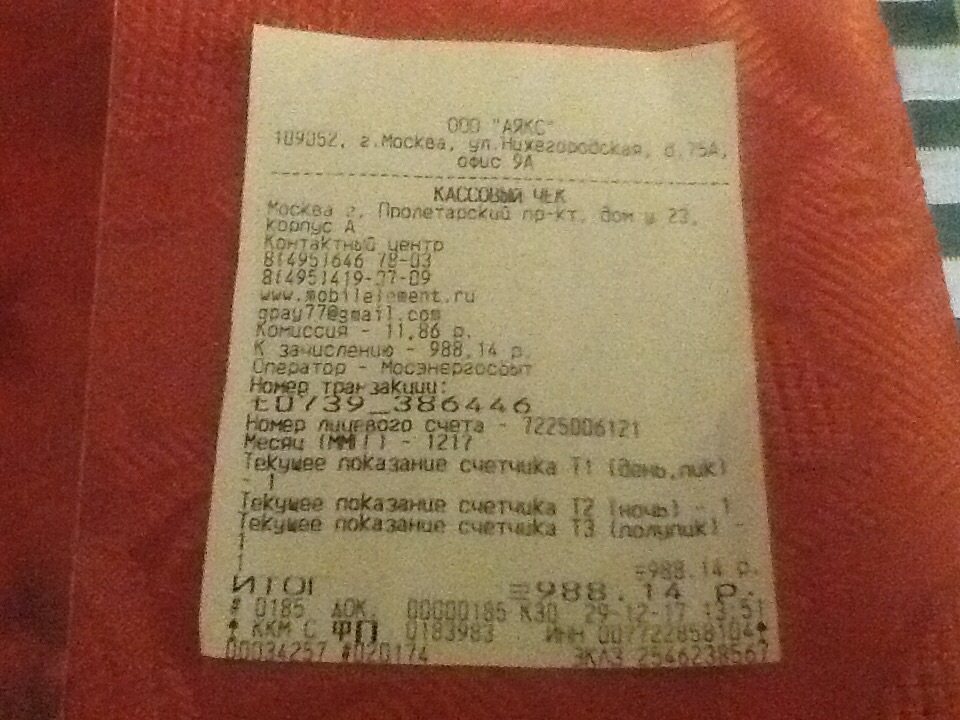 ООО "АЯКС"
109052, г.Москва, ул.Нижегородская, д.75А,
офис 9А
КАССОВЫЙ ЧЕК
Москва г, Пролетарский пр-кт, дом у 23,
корпус А
Контактный центр
8(495)646 78-03
8(495)419-07-09
www.mobilelement.ru
gpay77@gmail.com
Комиссия - 11,86 р.
К зачислению - 988,14 р.
Оператор - Мосэнергосбыт
Номер транзакции:
t0739_386446
Номер лицевого счета - 7225006121
Месяц (ММГГ) - 1217
Текущее показание счетчика Т1 (день,пик)
- 1
Текущее показание счетчика Т2 (ночь) - 1
Текущее показание счетчика Т3 (полупик) -
1
1
=988.14 р.
ИТОГ =988.14 р.
# 0185 ДОК. 00000185 К30 29-12-17 13:51
ККМ С ФП 0183983 ИНН 007722858104
00034257 #020174 ЭКЛЗ 2546238567